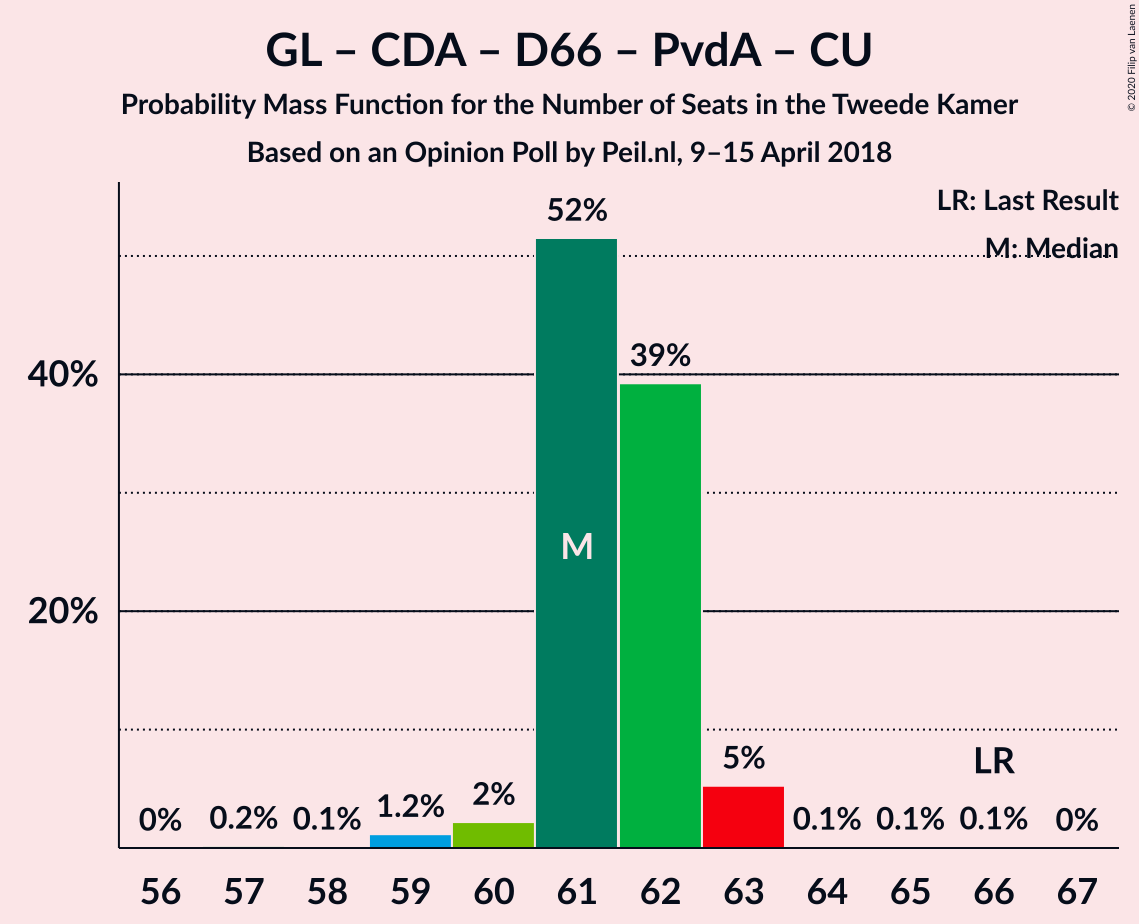 GL – CDA – D66 – PvdA – CU
Probability Mass Function for the Number of Seats in the Tweede Kamer
Based on an Opinion Poll by Peil.nl, 9–15 April 2018
© 2020 Filip van Laenen
LR: Last Result
M: Median
52%
39%
40%
M
20%
5%
LR
0%
0.2%
0.1%
1.2%
2%
0.1%
0.1%
0.1%
0%
56 57 58 59 60 61 62 63 64 65 66 67